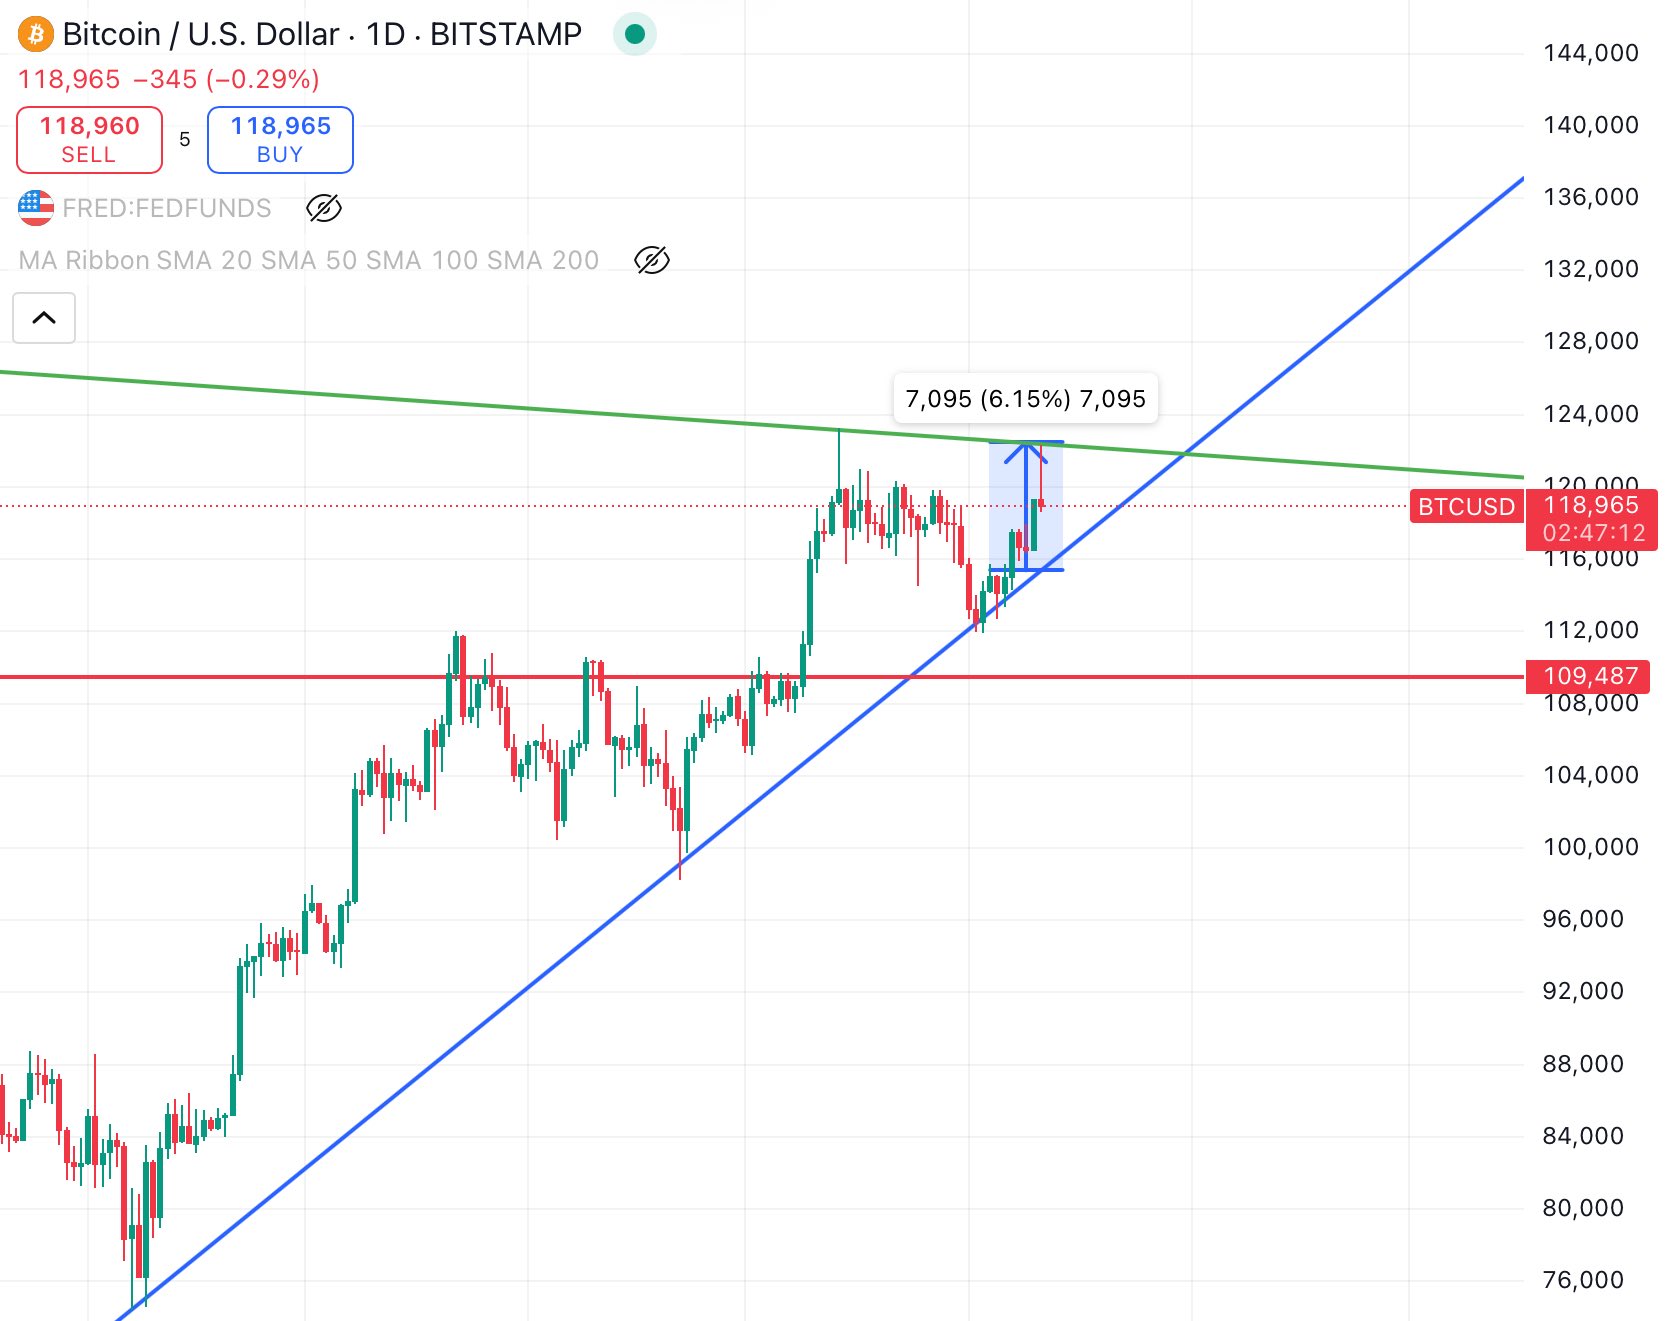 Bitcoin / U.S. Dollar · 1D · BITSTAMP
118,965 −345 (−0.29%)
118,960 5 118,965
SELL BUY
FRED:FEDFUNDS
MA Ribbon SMA 20 SMA 50 SMA 100 SMA 200
7,095 (6.15%) 7,095
144,000
140,000
136,000
132,000
128,000
124,000
120,000
BTCUSD 118,965
02:47:12
116,000
112,000
109,487
108,000
104,000
100,000
96,000
92,000
88,000
84,000
80,000
76,000